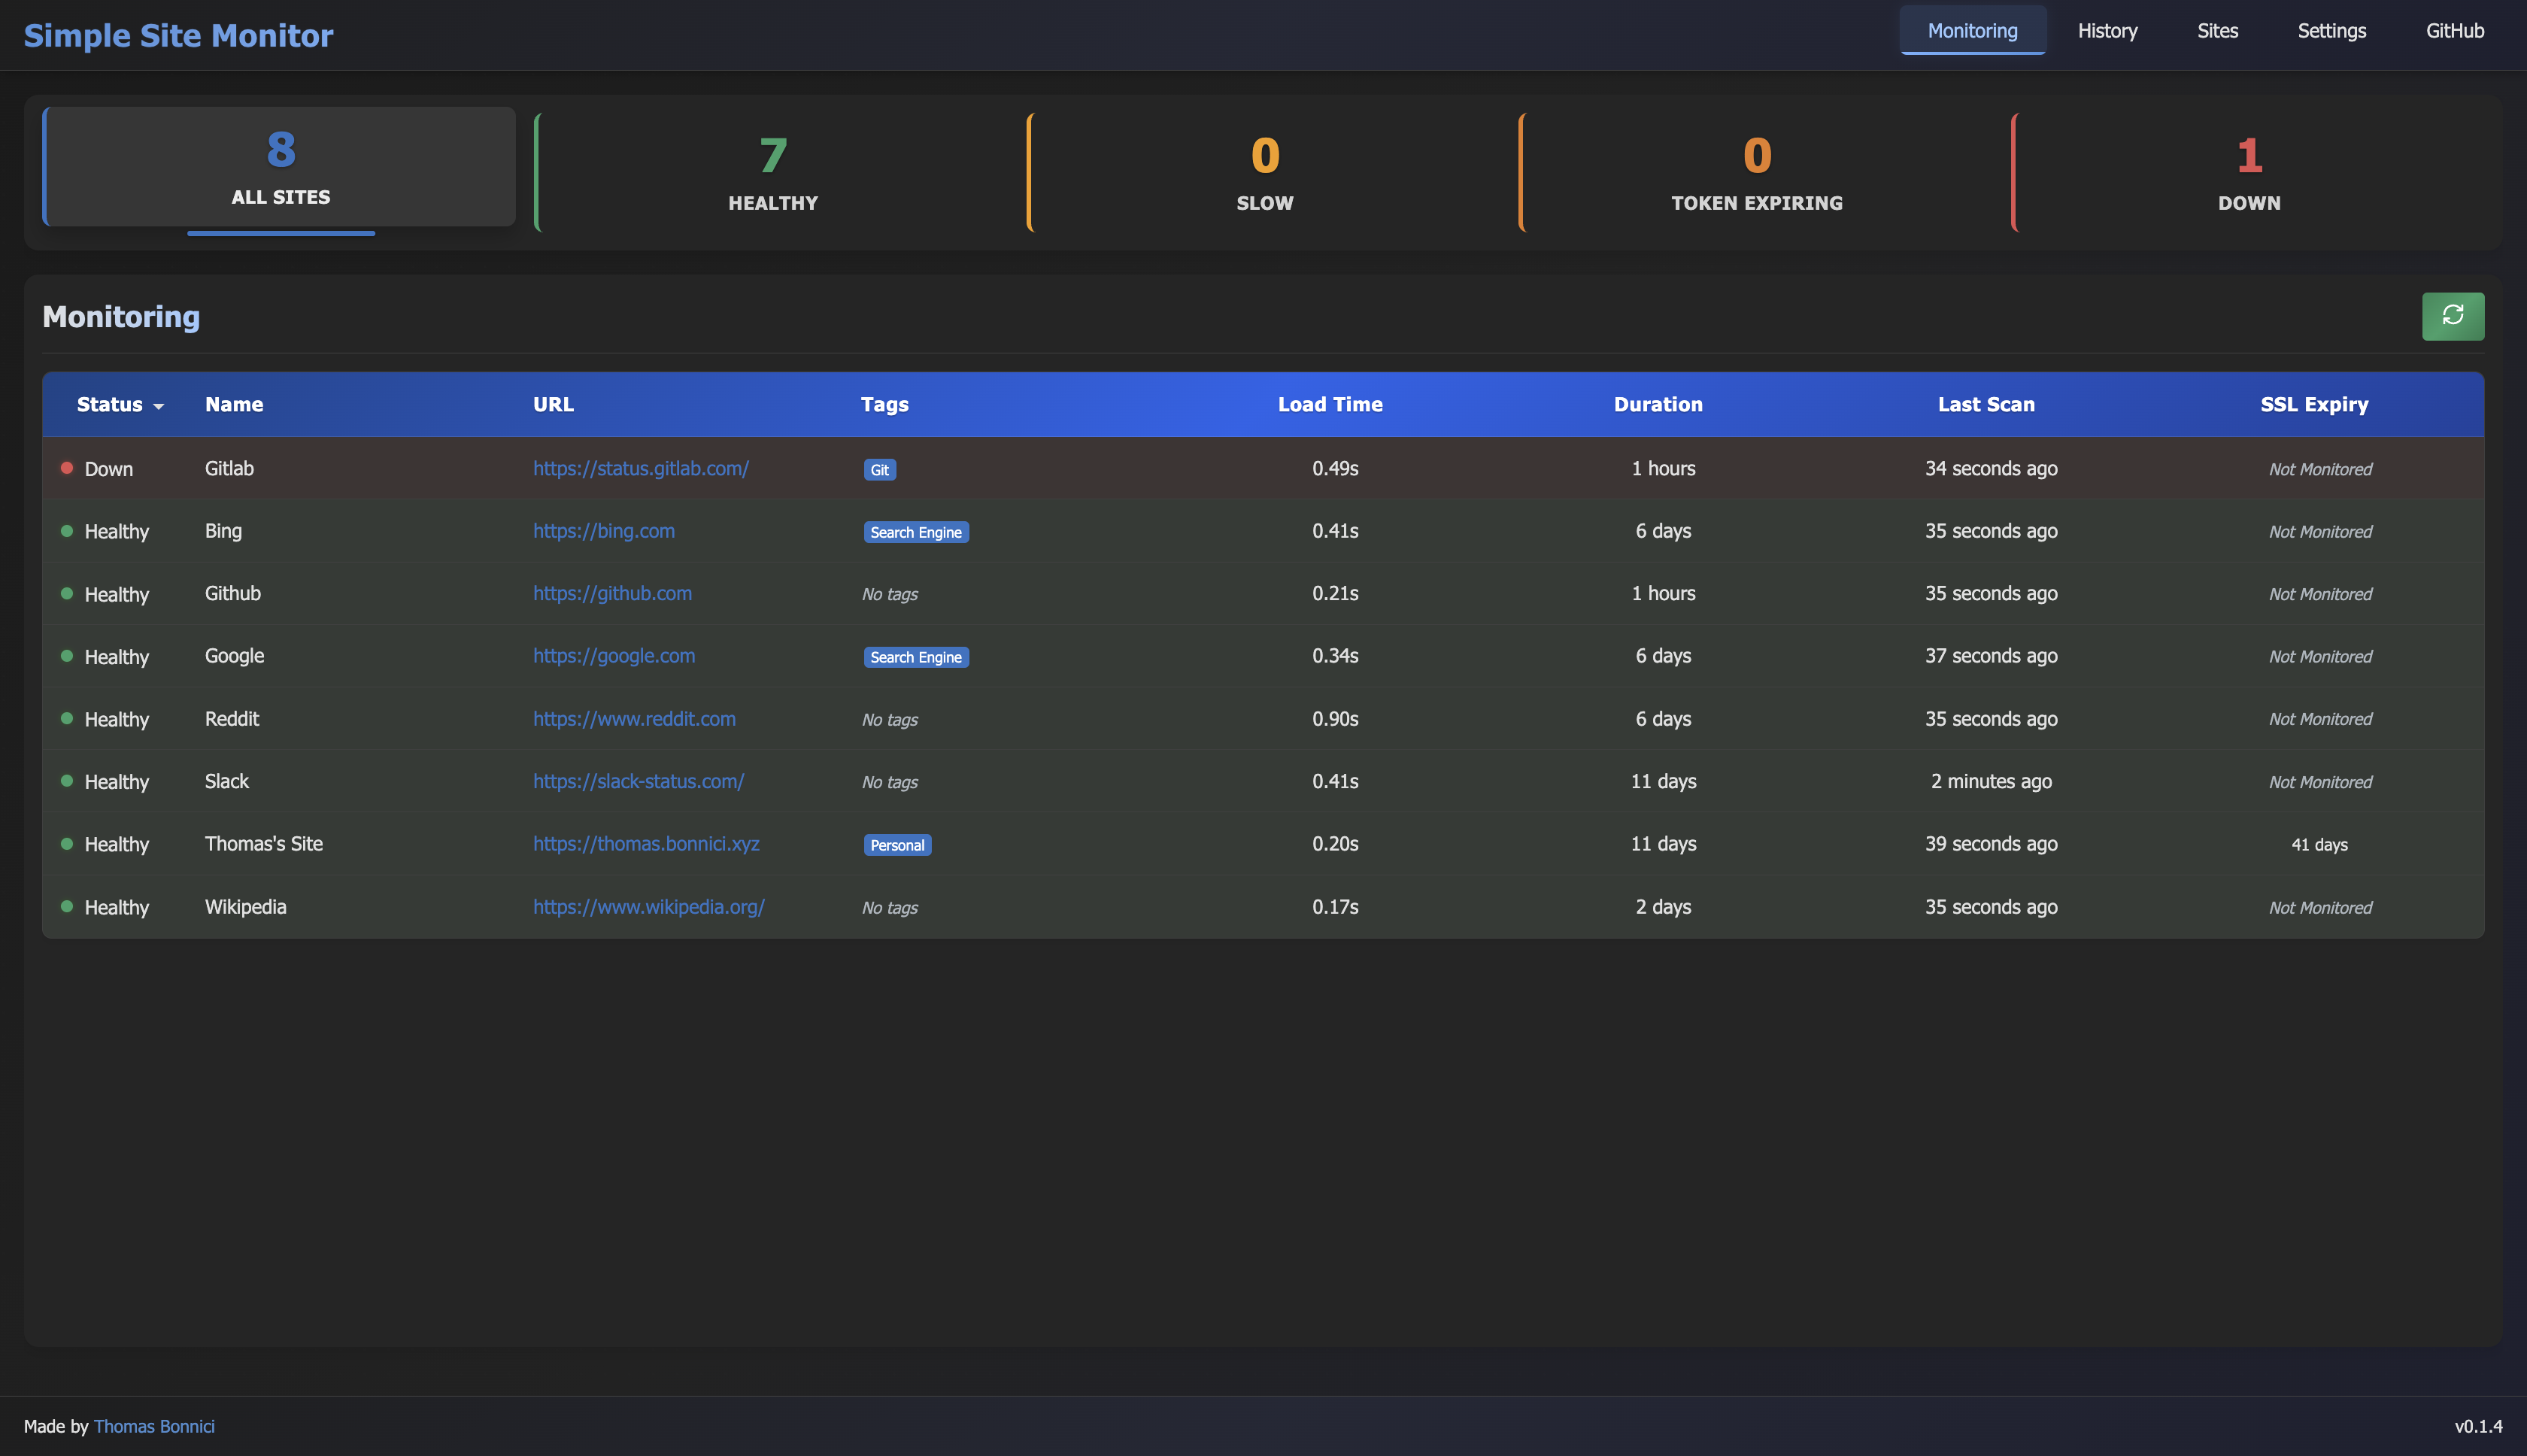 Simple Site Monitor
Monitoring History Sites Settings GitHub
8 7 0 0 1
ALL SITES HEALTHY SLOW TOKEN EXPIRING DOWN
Monitoring
Status Name URL Tags Load Time Duration Last Scan SSL Expiry
Down Gitlab https://status.gitlab.com/ Git 0.49s 1 hours 34 seconds ago Not Monitored
Healthy Bing https://bing.com Search Engine 0.41s 6 days 35 seconds ago Not Monitored
Healthy Github https://github.com No tags 0.21s 1 hours 35 seconds ago Not Monitored
Healthy Google https://google.com Search Engine 0.34s 6 days 37 seconds ago Not Monitored
Healthy Reddit https://www.reddit.com No tags 0.90s 6 days 35 seconds ago Not Monitored
Healthy Slack https://slack-status.com/ No tags 0.41s 11 days 2 minutes ago Not Monitored
Healthy Thomas's Site https://thomas.bonnici.xyz Personal 0.20s 11 days 39 seconds ago 41 days
Healthy Wikipedia https://www.wikipedia.org/ No tags 0.17s 2 days 35 seconds ago Not Monitored
Made by Thomas Bonnici v0.1.4